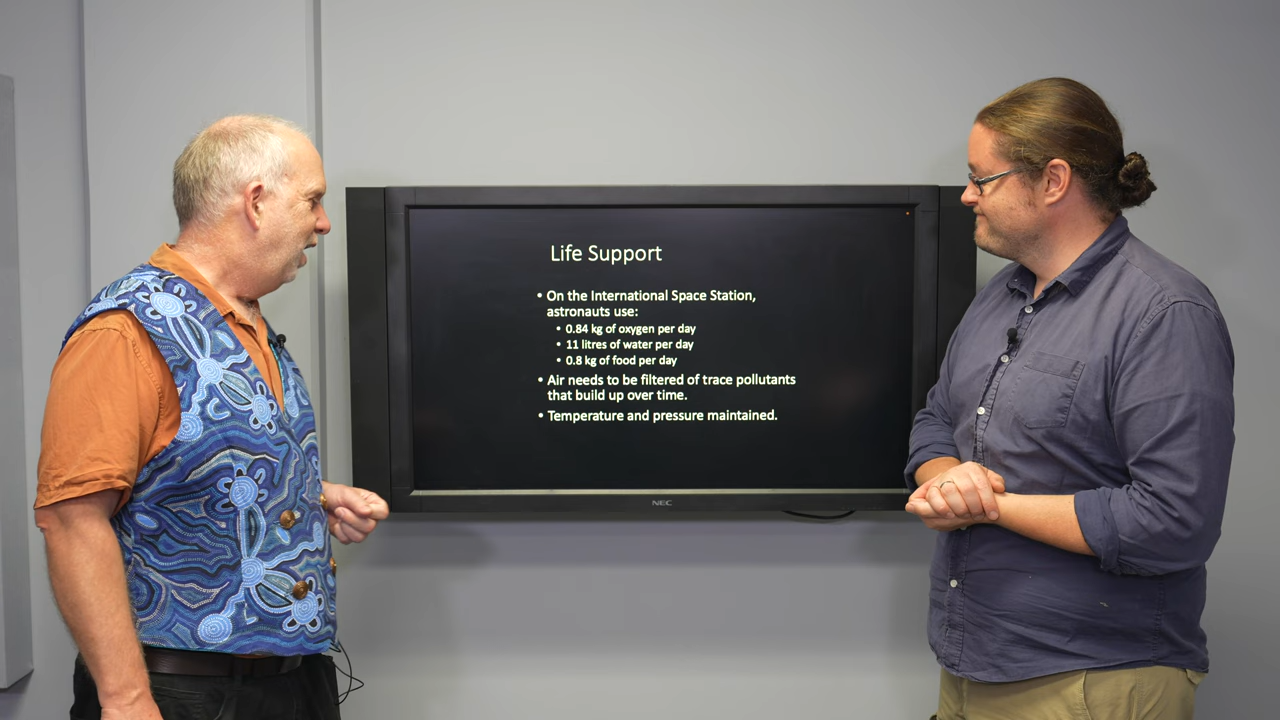 Life Support
• On the International Space Station,
astronauts use:
• 0.84 kg of oxygen per day
• 11 litres of water per day
• 0.8 kg of food per day
• Air needs to be filtered of trace pollutants
that build up over time.
• Temperature and pressure maintained.
NEC